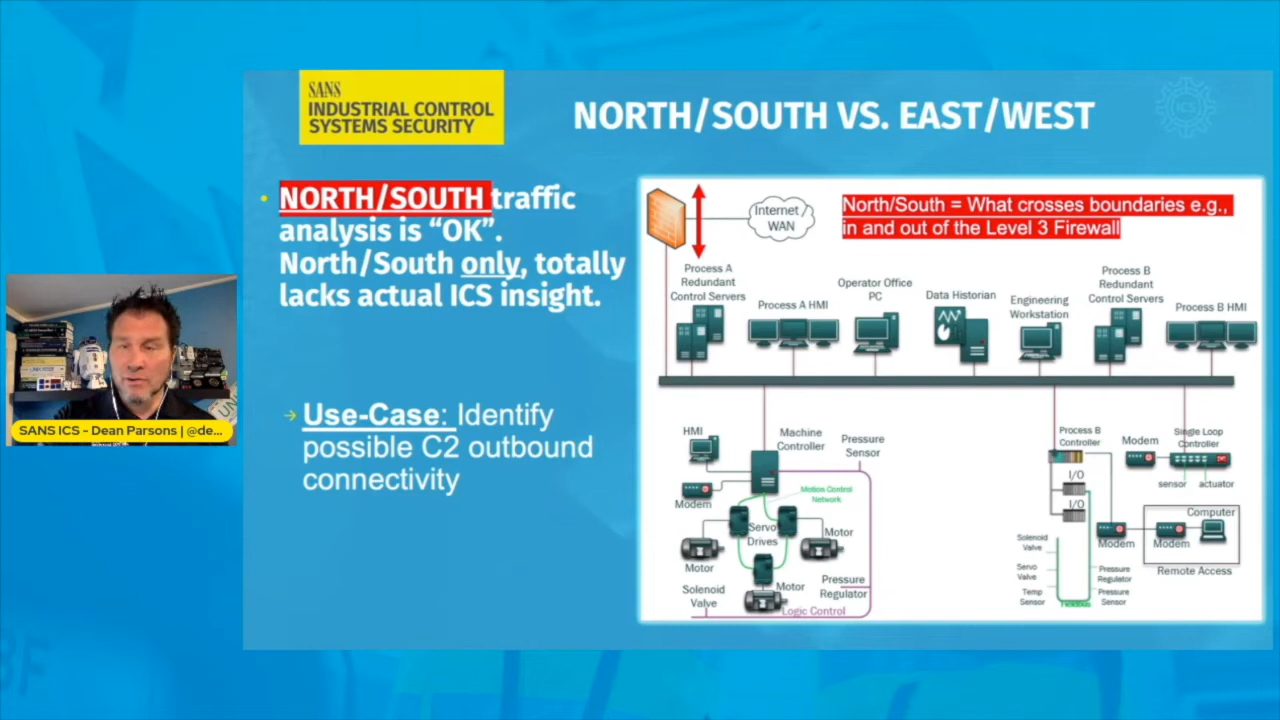 SANS
INDUSTRIAL CONTROL
SYSTEMS SECURITY
NORTH/SOUTH VS. EAST/WEST
ICS
• NORTH/SOUTH traffic
analysis is “OK”.
North/South only, totally
lacks actual ICS insight.
→ Use-Case: Identify
possible C2 outbound
connectivity
SANS ICS – Dean Parsons | @de...
Internet /
WAN
North/South = What crosses boundaries e.g.,
in and out of the Level 3 Firewall
Process A
Redundant
Control Servers
Process A HMI
Operator Office
PC
Data Historian
Engineering
Workstation
Process B
Redundant
Control Servers
Process B HMI
HMI
Machine
Controller
Pressure
Sensor
Modem
Motion Control
Network
Servo
Drives
Motor
Motor
Motor
Solenoid
Valve
Pressure
Regulator
Logic Control
Process B
Controller
I/O
I/O
Modem
Single Loop
Controller
sensor
actuator
Modem
Modem
Computer
Remote Access
Solenoid
Valve
Servo
Valve
Temp
Sensor
Pressure
Regulator
Pressure
Sensor